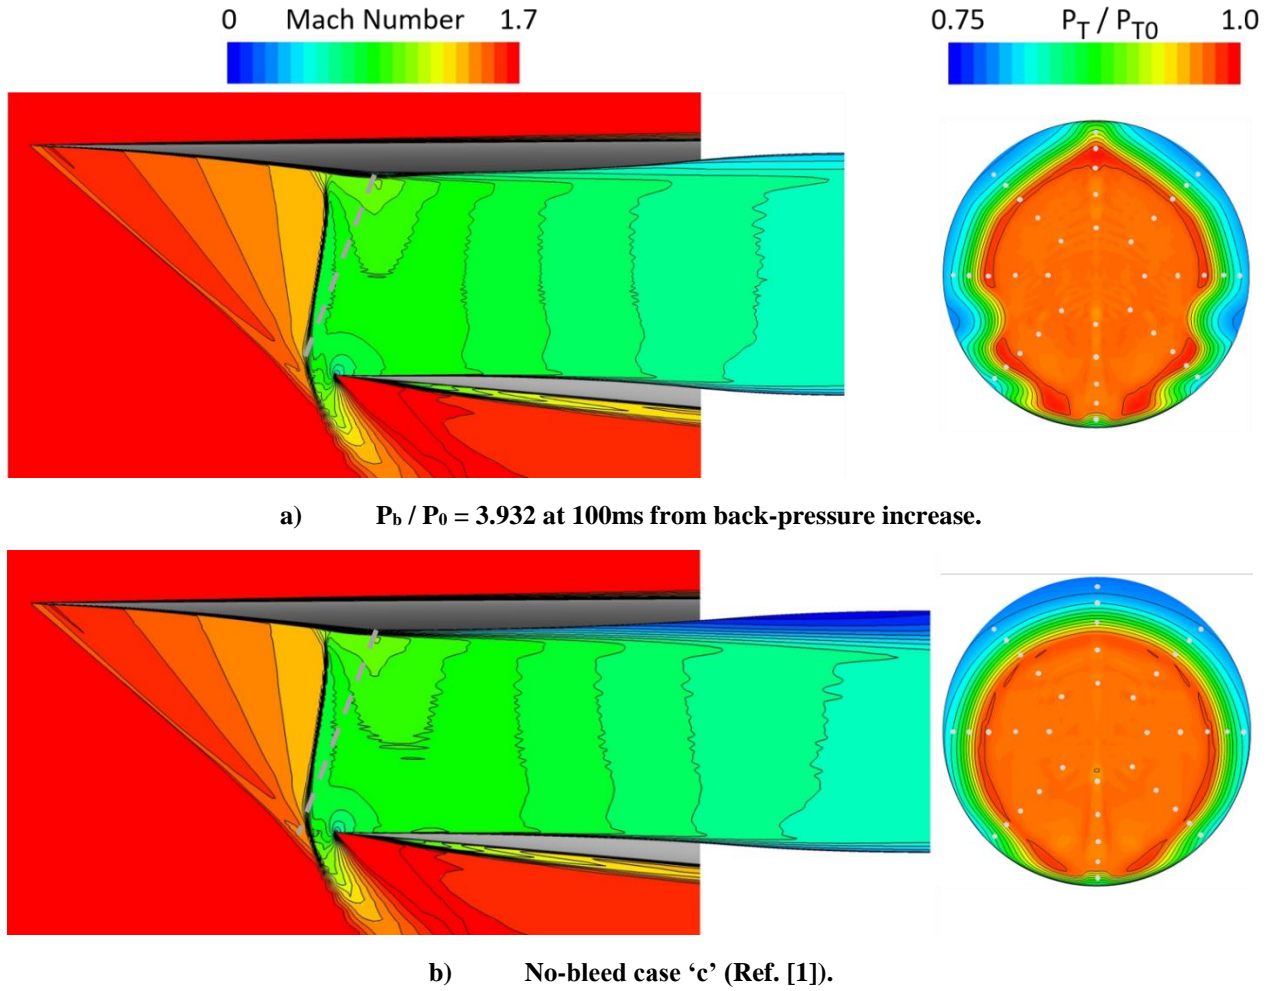 0 Mach Number 1.7
0.75 P_T / P_T0 1.0
a) P_b / P_0 = 3.932 at 100ms from back-pressure increase.
b) No-bleed case ‘c’ (Ref. [1]).